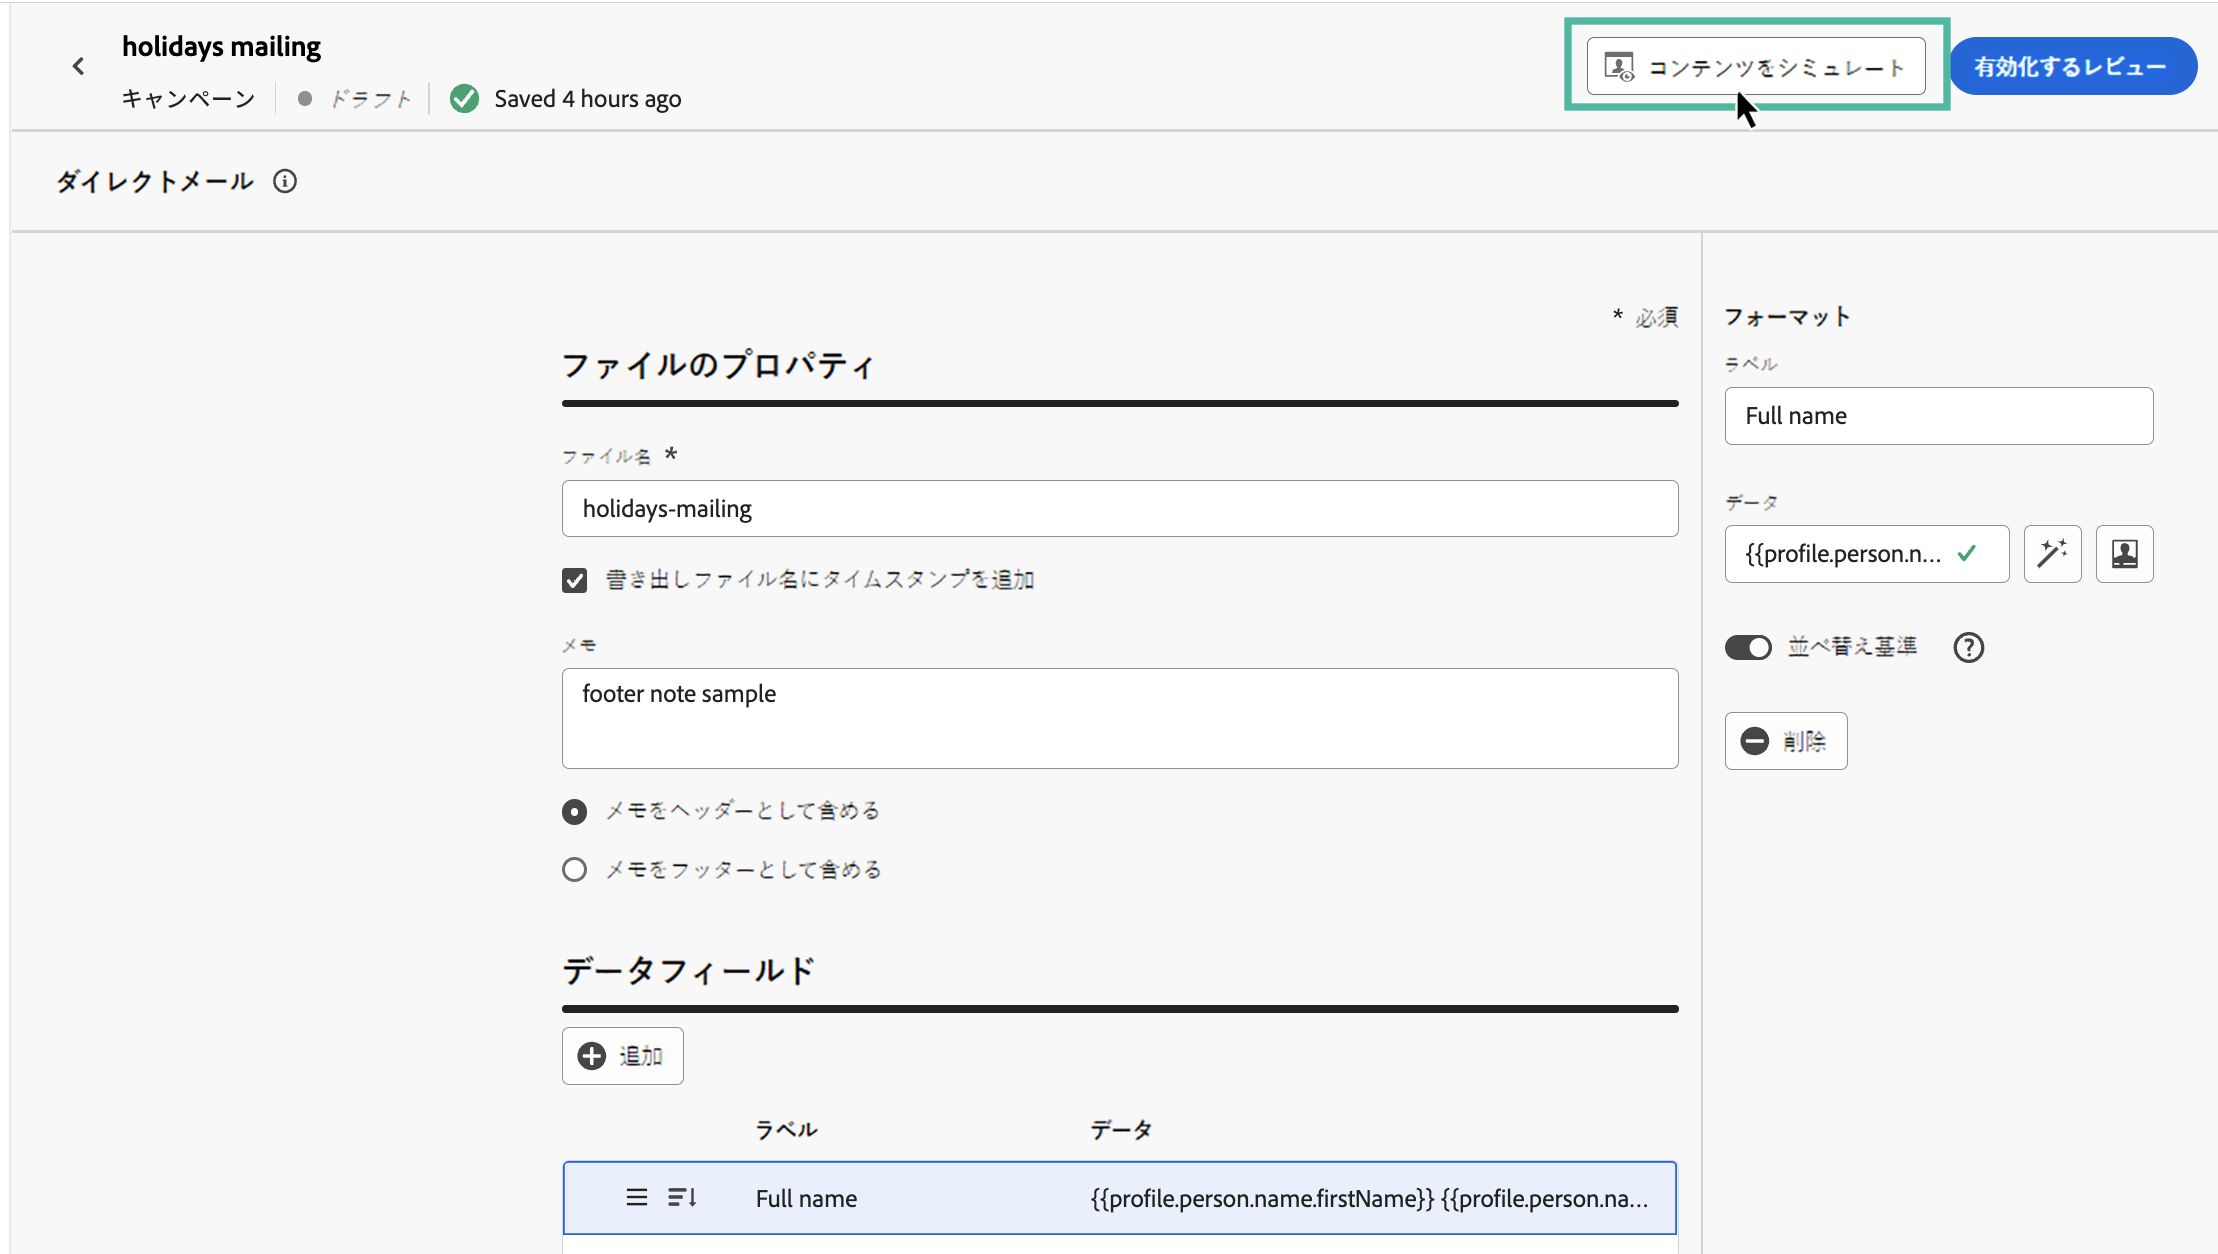 holidays mailing
キャンペーン ドラフト Saved 4 hours ago
コンテンツをシミュレート
有効化するレビュー
ダイレクトメール
* 必須
ファイルのプロパティ
ファイル名 *
holidays-mailing
書き出しファイル名にタイムスタンプを追加
メモ
footer note sample
メモをヘッダーとして含める
メモをフッターとして含める
データフィールド
追加
ラベル データ
Full name {{profile.person.name.firstName}} {{profile.person.na...
フォーマット
ラベル
Full name
データ
{{profile.person.n...
並べ替え基準
削除